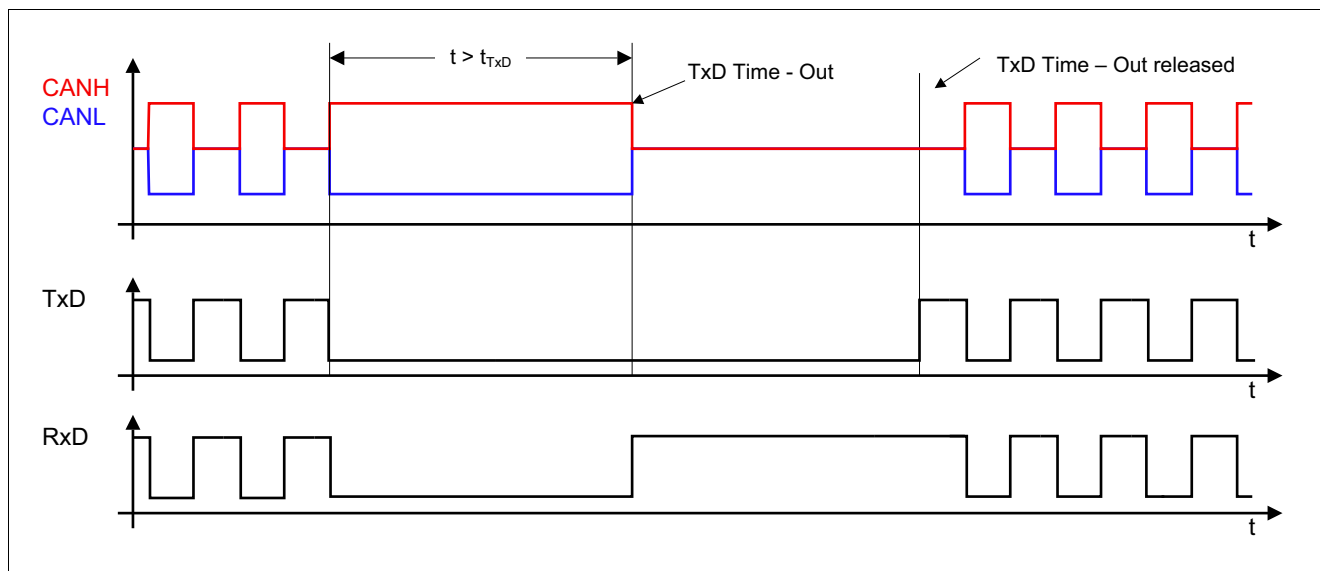 t > tTxD
TxD Time - Out
TxD Time – Out released
CANH
CANL
t
TxD
t
RxD
t